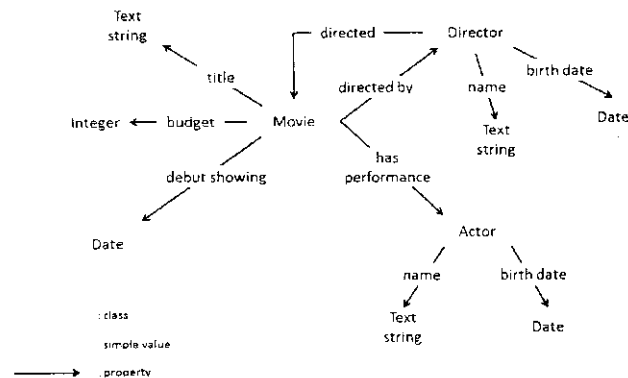 Text
string
directed
Director
title
directed by
name
birth date
Integer
budget
Movie
Text
string
Date
debut showing
has
performance
Date
Actor
name
birth date
Text
string
Date
: class
simple value
: property